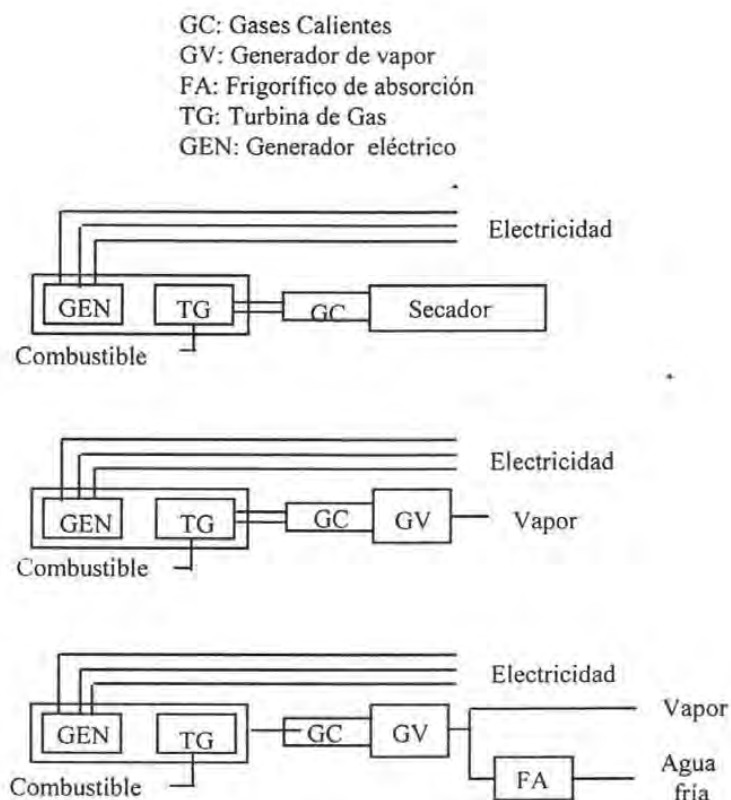 GC: Gases Calientes
GV: Generador de vapor
FA: Frigorífico de absorción
TG: Turbina de Gas
GEN: Generador eléctrico
Electricidad
GEN TG GC Secador
Combustible
Electricidad
GEN TG GC GV Vapor
Combustible
Electricidad
Vapor
GEN TG GC GV
Agua
FA
Combustible
fría